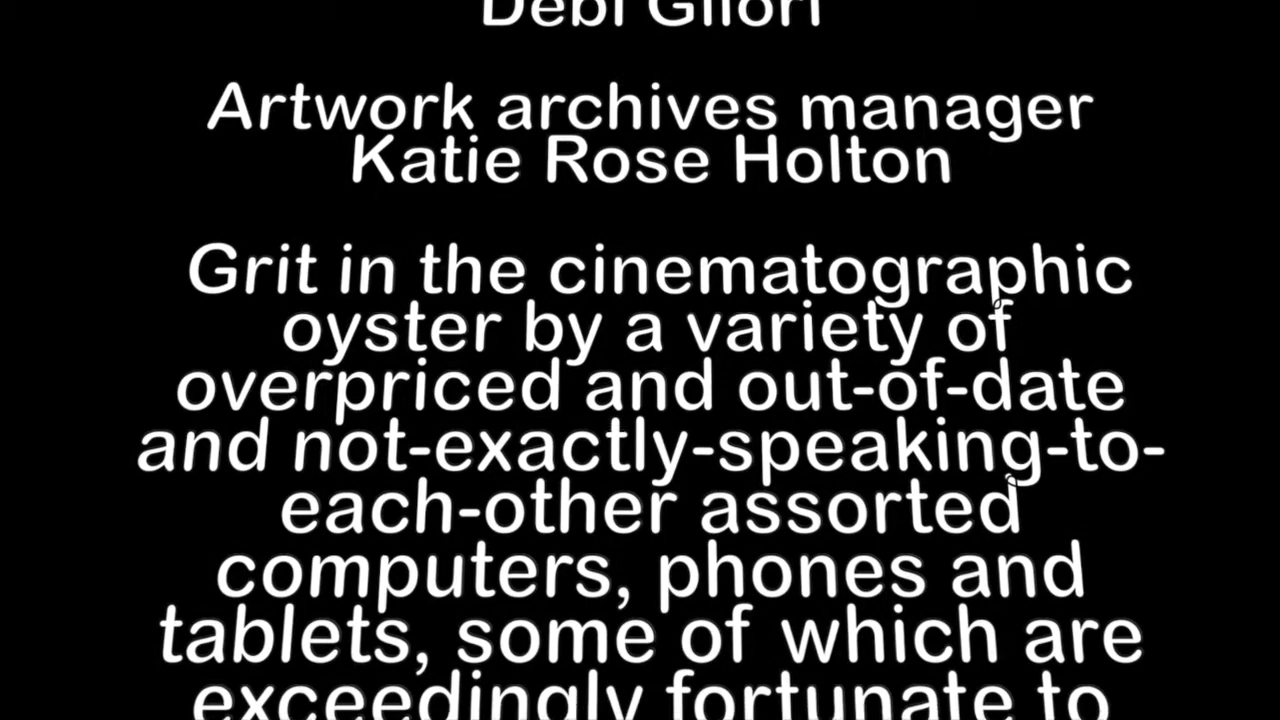 Debi Gliori
Artwork archives manager
Katie Rose Holton
Grit in the cinematographic
oyster by a variety of
overpriced and out-of-date
and not-exactly-speaking-to-
each-other assorted
computers, phones and
tablets, some of which are
exceedingly fortunate to